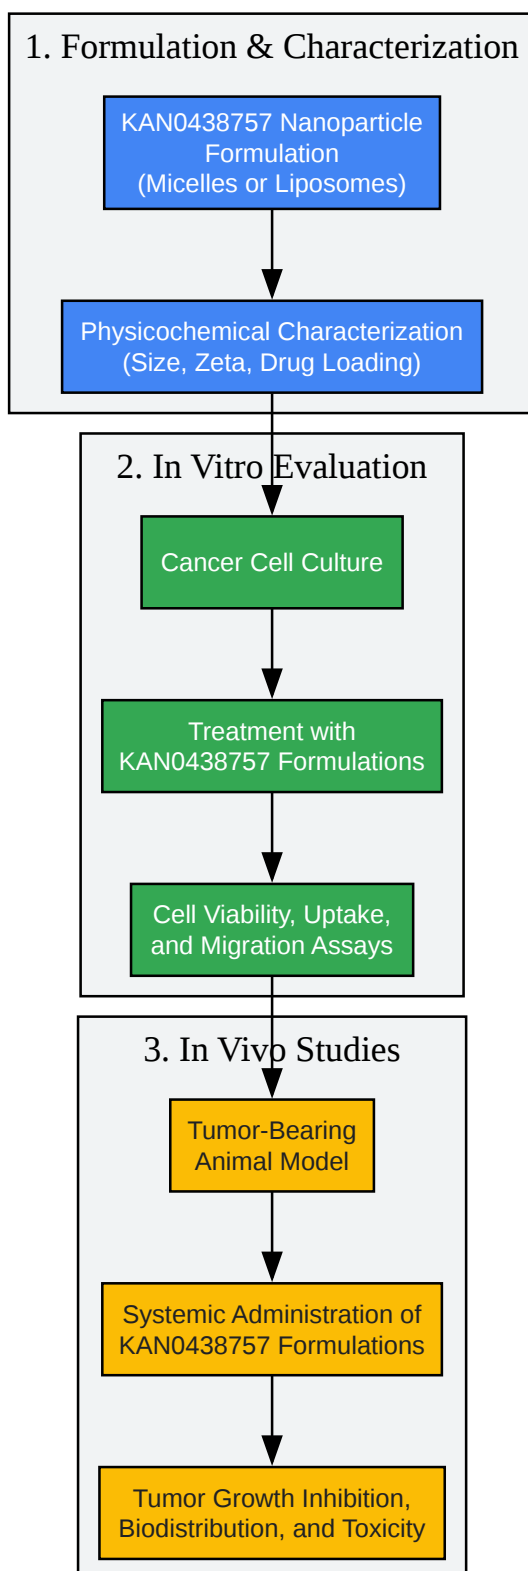 1. Formulation & Characterization
KAN0438757 Nanoparticle
Formulation
(Micelles or Liposomes)
Physicochemical Characterization
(Size, Zeta, Drug Loading)
2. In Vitro Evaluation
Cancer Cell Culture
Treatment with
KAN0438757 Formulations
Cell Viability, Uptake,
and Migration Assays
3. In Vivo Studies
Tumor-Bearing
Animal Model
Systemic Administration of
KAN0438757 Formulations
Tumor Growth Inhibition,
Biodistribution, and Toxicity